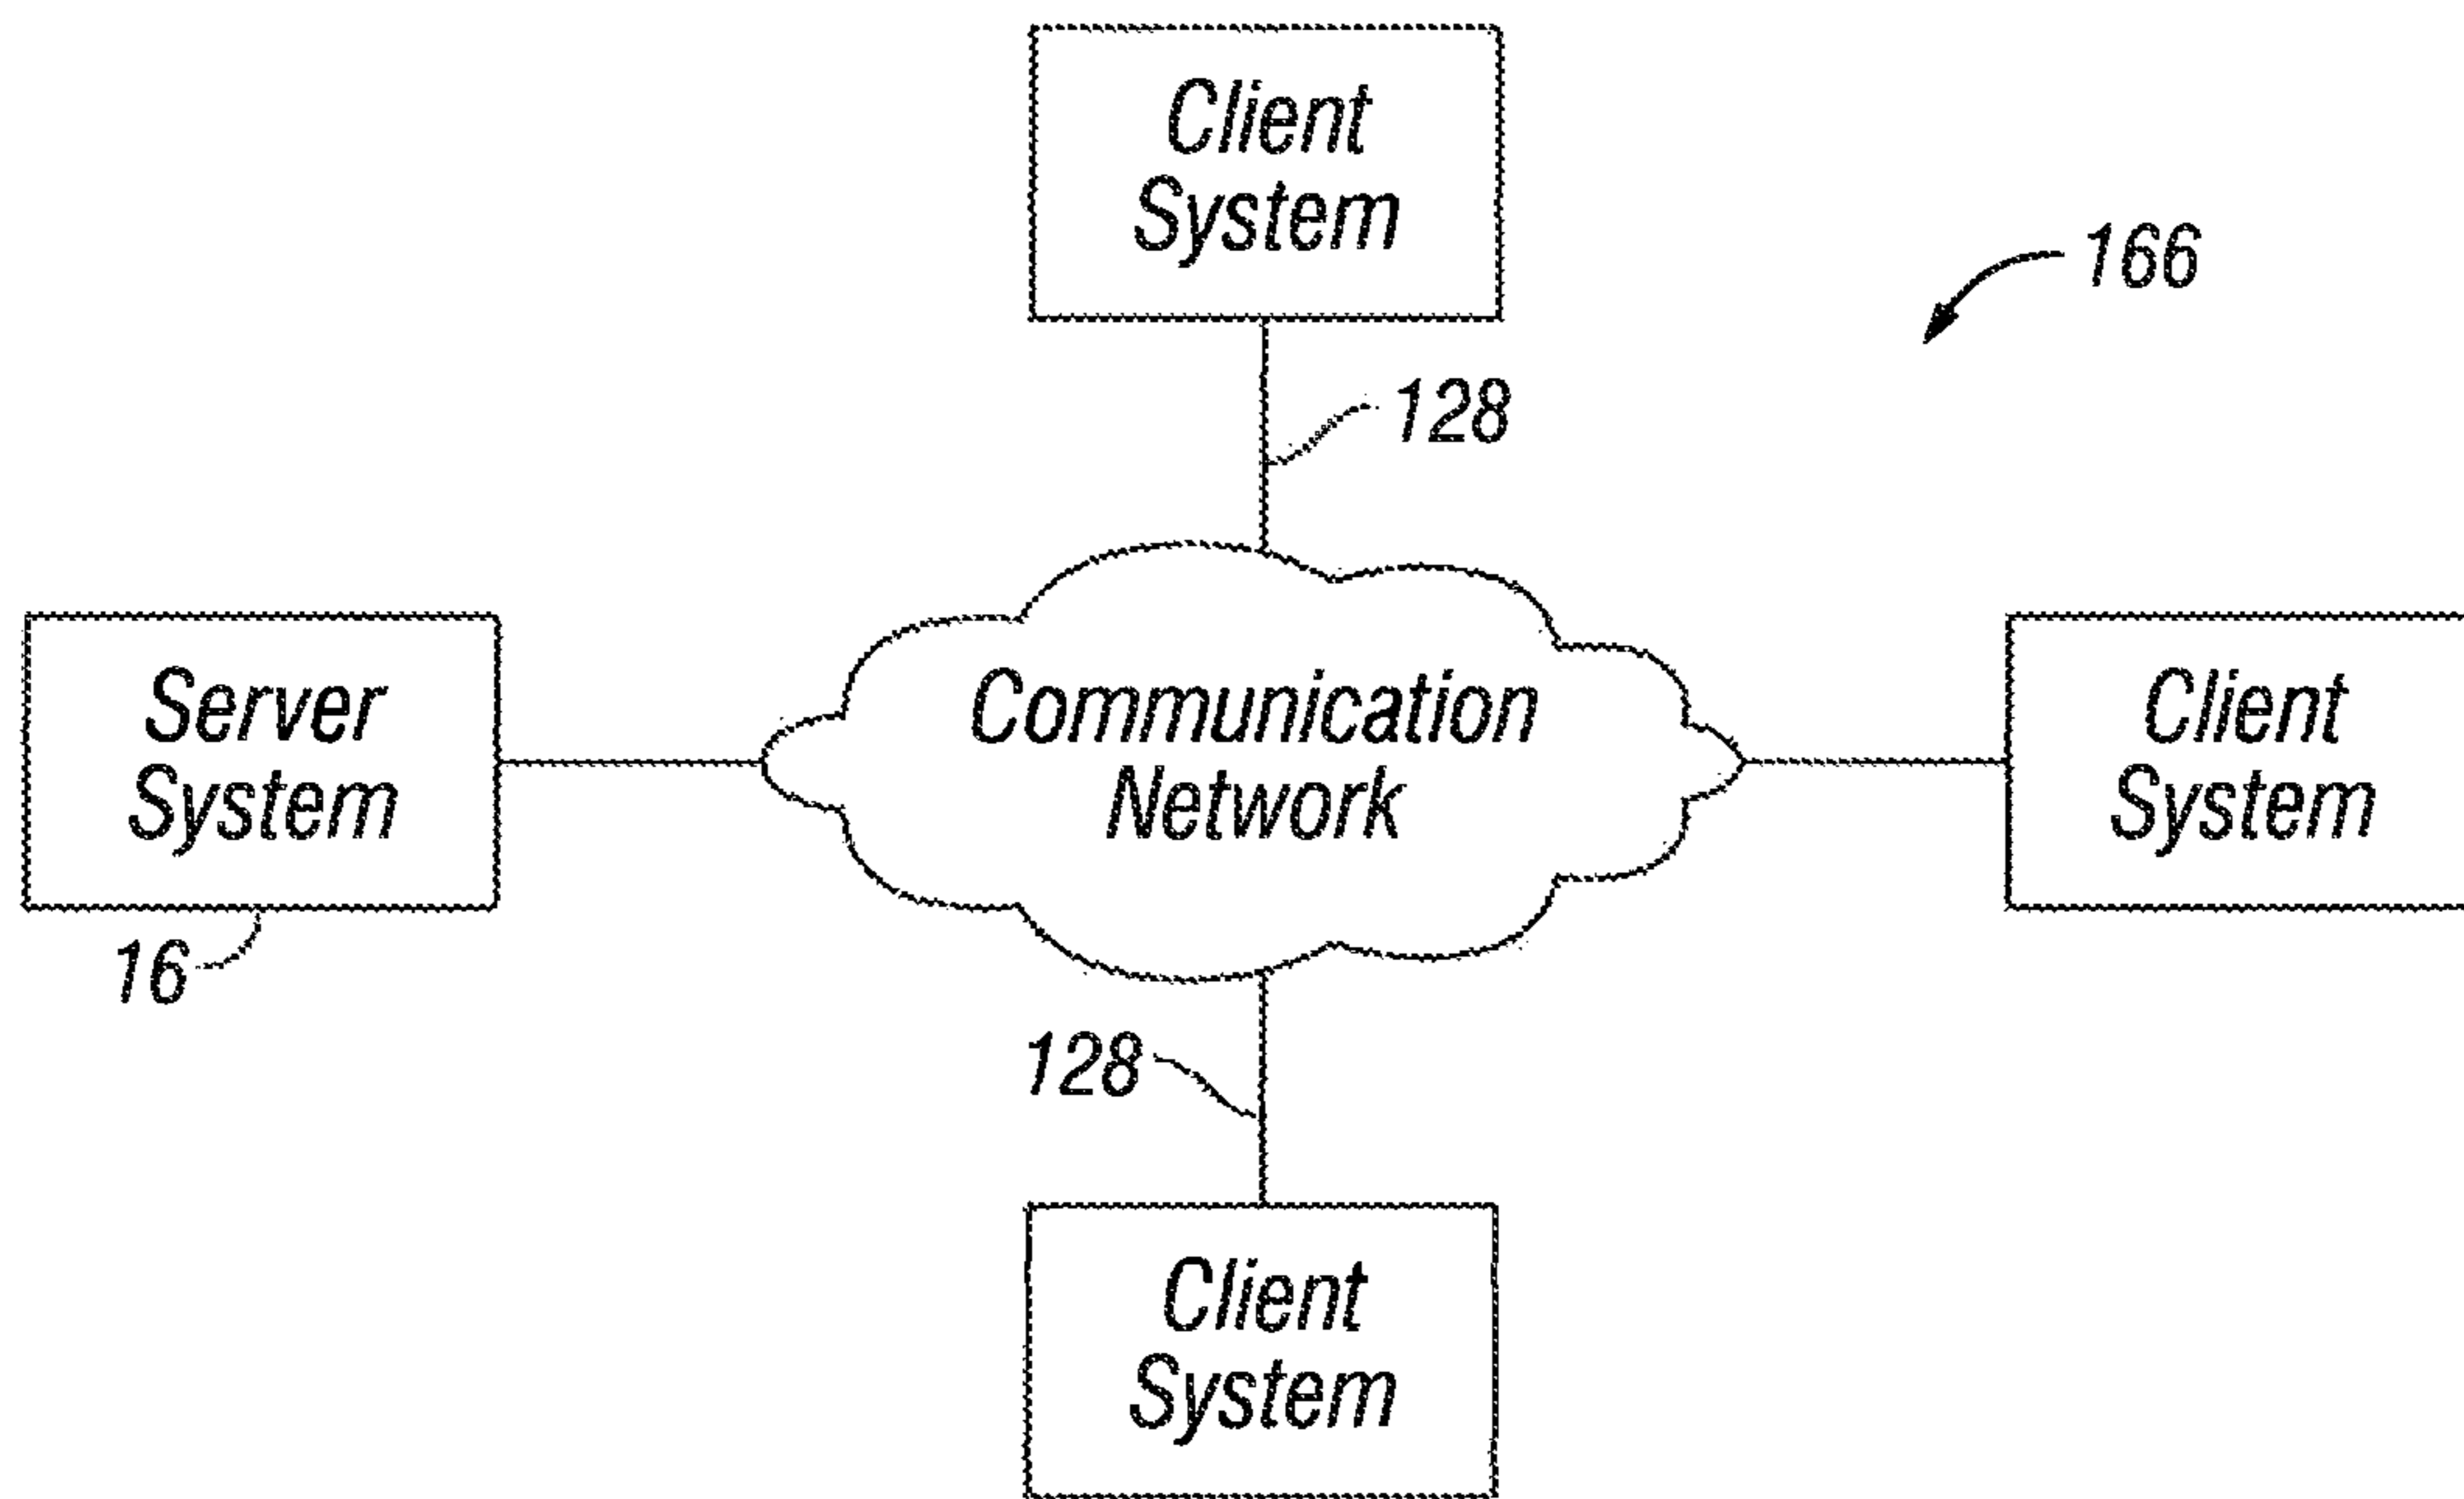 Client
System
166
128
Server
System
Communication
Network
Client
System
16
128
Client
System